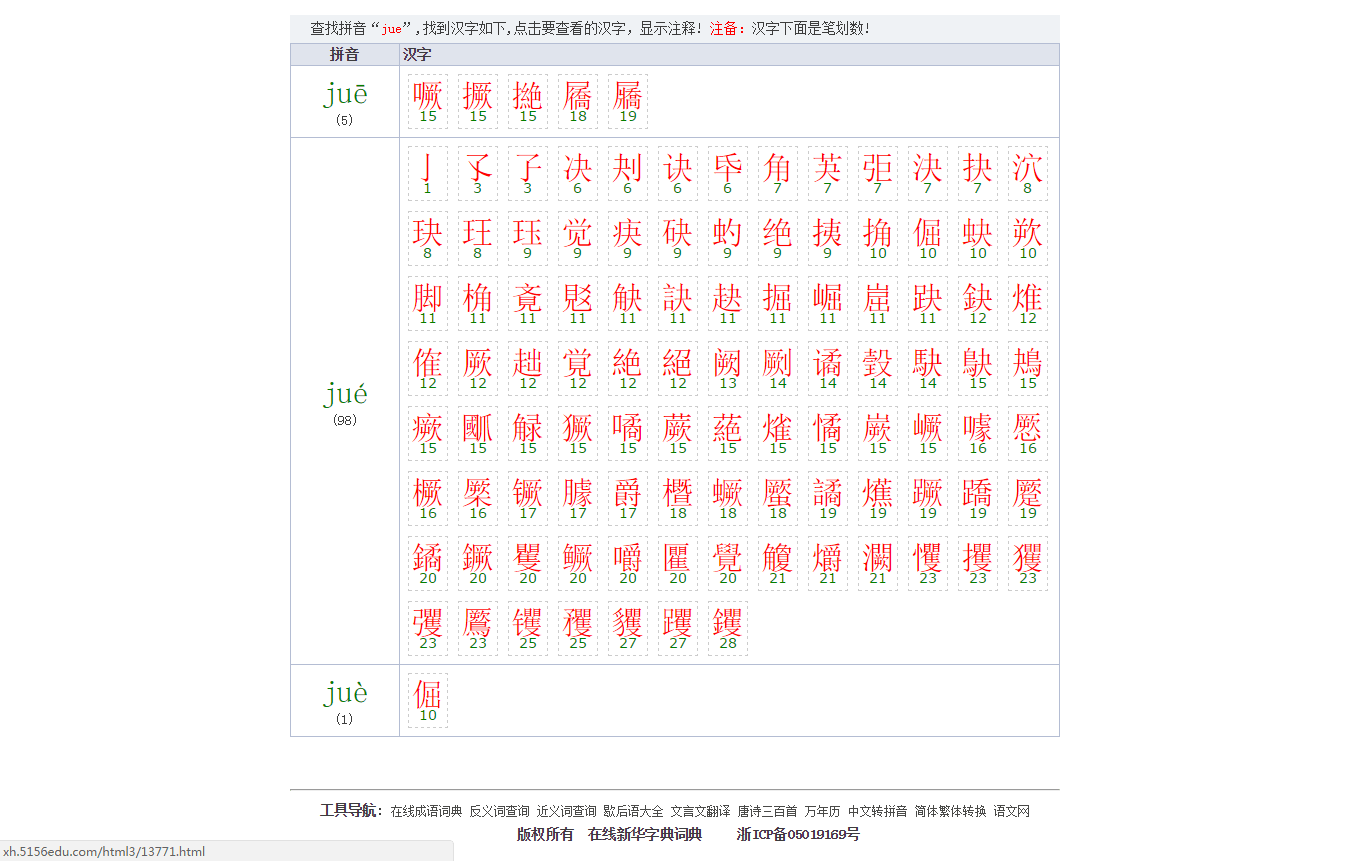 查找拼音“jue”,找到汉字如下,点击要查看的汉字，显示注释！注备：汉字下面是笔划数!
拼音 汉字
juē
(5)
噘 撅 撧 屩 屫
15 15 15 18 19
jué
(98)
亅 孓 孑 决 刔 诀 氒 角 芵 弡 決 抉 泬
1 3 3 6 6 6 6 7 7 7 7 7 8
玦 玨 珏 觉 疦 砄 虳 绝 挗 捔 倔 蚗 欮
8 8 9 9 9 9 9 9 9 10 10 10 10
脚 桷 覐 覍 觖 訣 赽 掘 崛 崫 趹 鈌 焳
11 11 11 11 11 11 11 11 11 11 11 12 12
傕 厥 趉 覚 絶 絕 阙 劂 谲 瑴 駃 鴃 鴂
12 12 12 12 12 12 13 14 14 14 14 15 15
瘚 虢 觮 獗 噊 蕨 蕝 熦 憰 嶡 嶥 噱 憠
15 15 15 15 15 15 15 15 15 15 15 16 16
橛 橜 镢 臄 爵 櫭 蟨 蟩 譎 爑 蹶 蹻 蹷
16 16 17 17 17 18 18 18 19 19 19 19 19
鐍 鐝 矍 鳜 嚼 匷 覺 觼 爝 灍 戄 攫 玃
20 20 20 20 20 20 20 21 21 21 23 23 23
彏 鷢 镬 矡 貜 躩 钁
23 23 25 25 27 27 28
juè
(1)
倔
10
工具导航: 在线成语词典 反义词查询 近义词查询 歇后语大全 文言文翻译 唐诗三百首 万年历 中文转拼音 简体繁体转换 语文网
版权所有 在线新华字典词典 浙ICP备05019169号
xh.5156edu.com/html3/13771.html